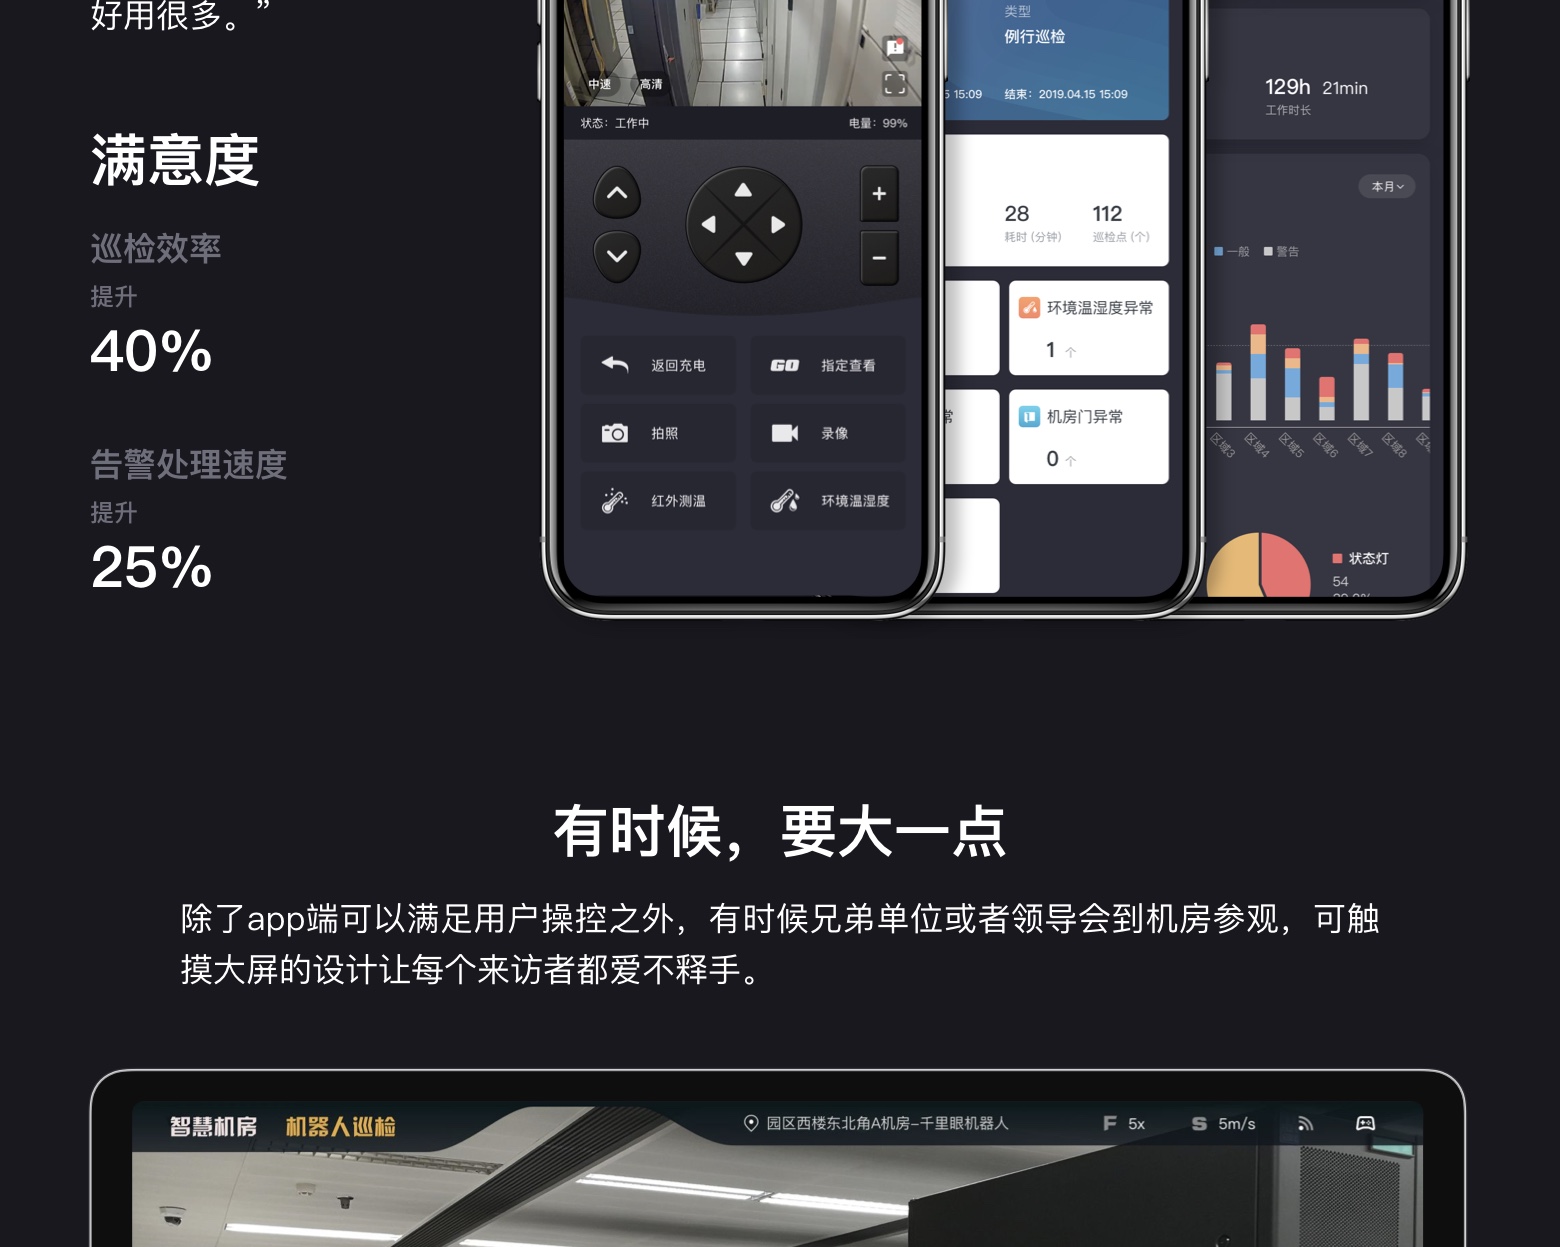 好用很多。”
满意度
巡检效率
提升
40%
告警处理速度
提升
25%
中速 高清
状态：工作中 电量：99%
返回充电 GO 指定查看
拍照 录像
红外测温 环境温湿度
类型
例行巡检
5 15:09 结束：2019.04.15 15:09
28 112
耗时 (分钟) 巡检点 (个)
环境温湿度异常
1 个
常 机房门异常
0 个
129h 21min
工作时长
本月
一般 警告
区域3 区域4 区域5 区域6 区域7 区域8
状态灯
54
有时候，要大一点
除了app端可以满足用户操控之外，有时候兄弟单位或者领导会到机房参观，可触
摸大屏的设计让每个来访者都爱不释手。
智慧机房 机器人巡检 园区西楼东北角A机房-千里眼机器人 F 5x S 5m/s